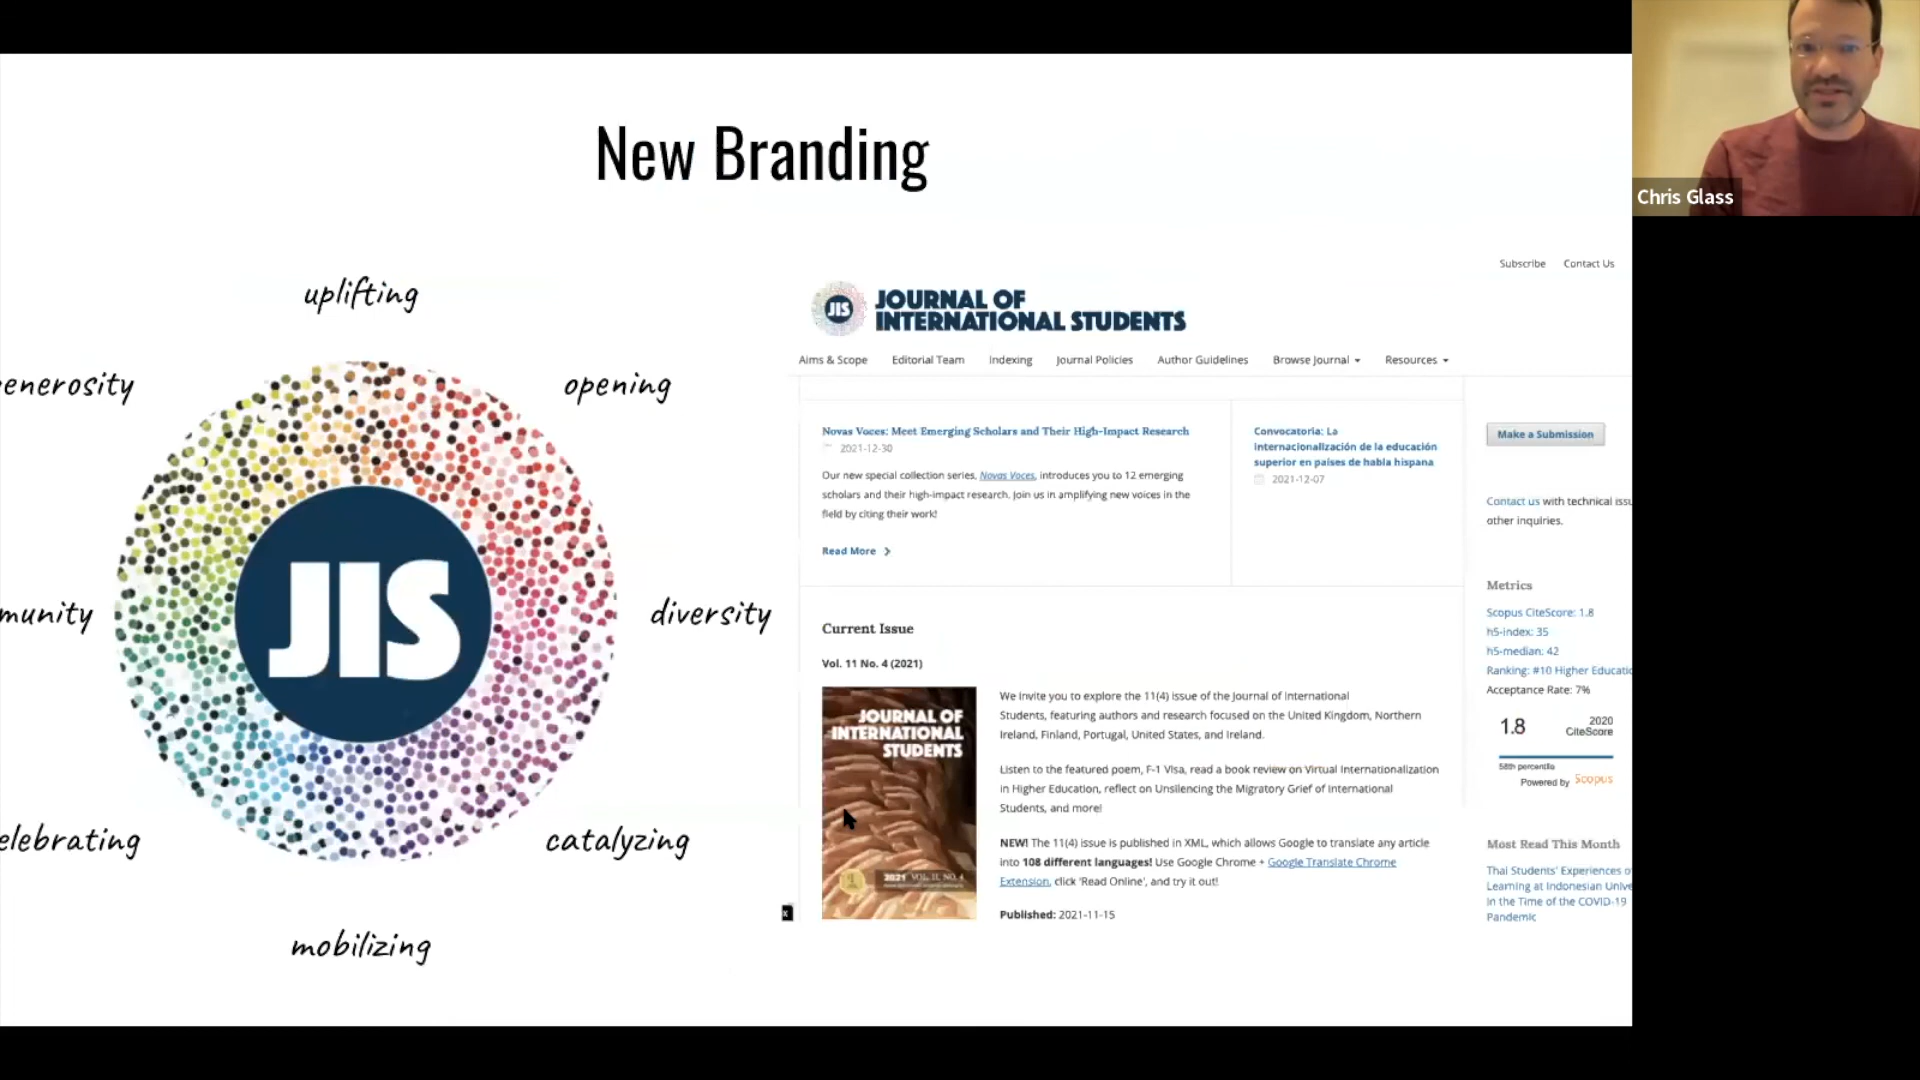 New Branding
Chris Glass
uplifting
enerosity
opening
munity
diversity
elebrating
catalyzing
mobilizing
JIS
Subscribe Contact Us
JIS
JOURNAL OF
INTERNATIONAL STUDENTS
Aims & Scope Editorial Team Indexing Journal Policies Author Guidelines Browse Journal Resources
Novas Voces: Meet Emerging Scholars and Their High-Impact Research
2021-12-30
Our new special collection series, Novas Voces, introduces you to 12 emerging
scholars and their high-impact research. Join us in amplifying new voices in the
field by citing their work!
Read More
Convocatoria: La
internacionalización de la educación
superior en países de habla hispana
2021-12-07
Make a Submission
Contact us with technical issu
other inquiries.
Metrics
Scopus CiteScore: 1.8
h5-index: 35
h5-median: 42
Ranking: #10 Higher Educatio
Acceptance Rate: 7%
1.8 2020
CiteScore
58th percentile
Powered by Scopus
Most Read This Month
Thai Students' Experiences o
Learning at Indonesian Unive
in the Time of the COVID-19
Pandemic
Current Issue
Vol. 11 No. 4 (2021)
JOURNAL OF
INTERNATIONAL
STUDENTS
2021 VOL. 11, NO. 4
We invite you to explore the 11(4) issue of the Journal of International
Students, featuring authors and research focused on the United Kingdom, Northern
Ireland, Finland, Portugal, United States, and Ireland.
Listen to the featured poem, F-1 Visa, read a book review on Virtual Internationalization
in Higher Education, reflect on Unsilencing the Migratory Grief of International
Students, and more!
NEW! The 11(4) issue is published in XML, which allows Google to translate any article
into 108 different languages! Use Google Chrome + Google Translate Chrome
Extension, click 'Read Online', and try it out!
Published: 2021-11-15